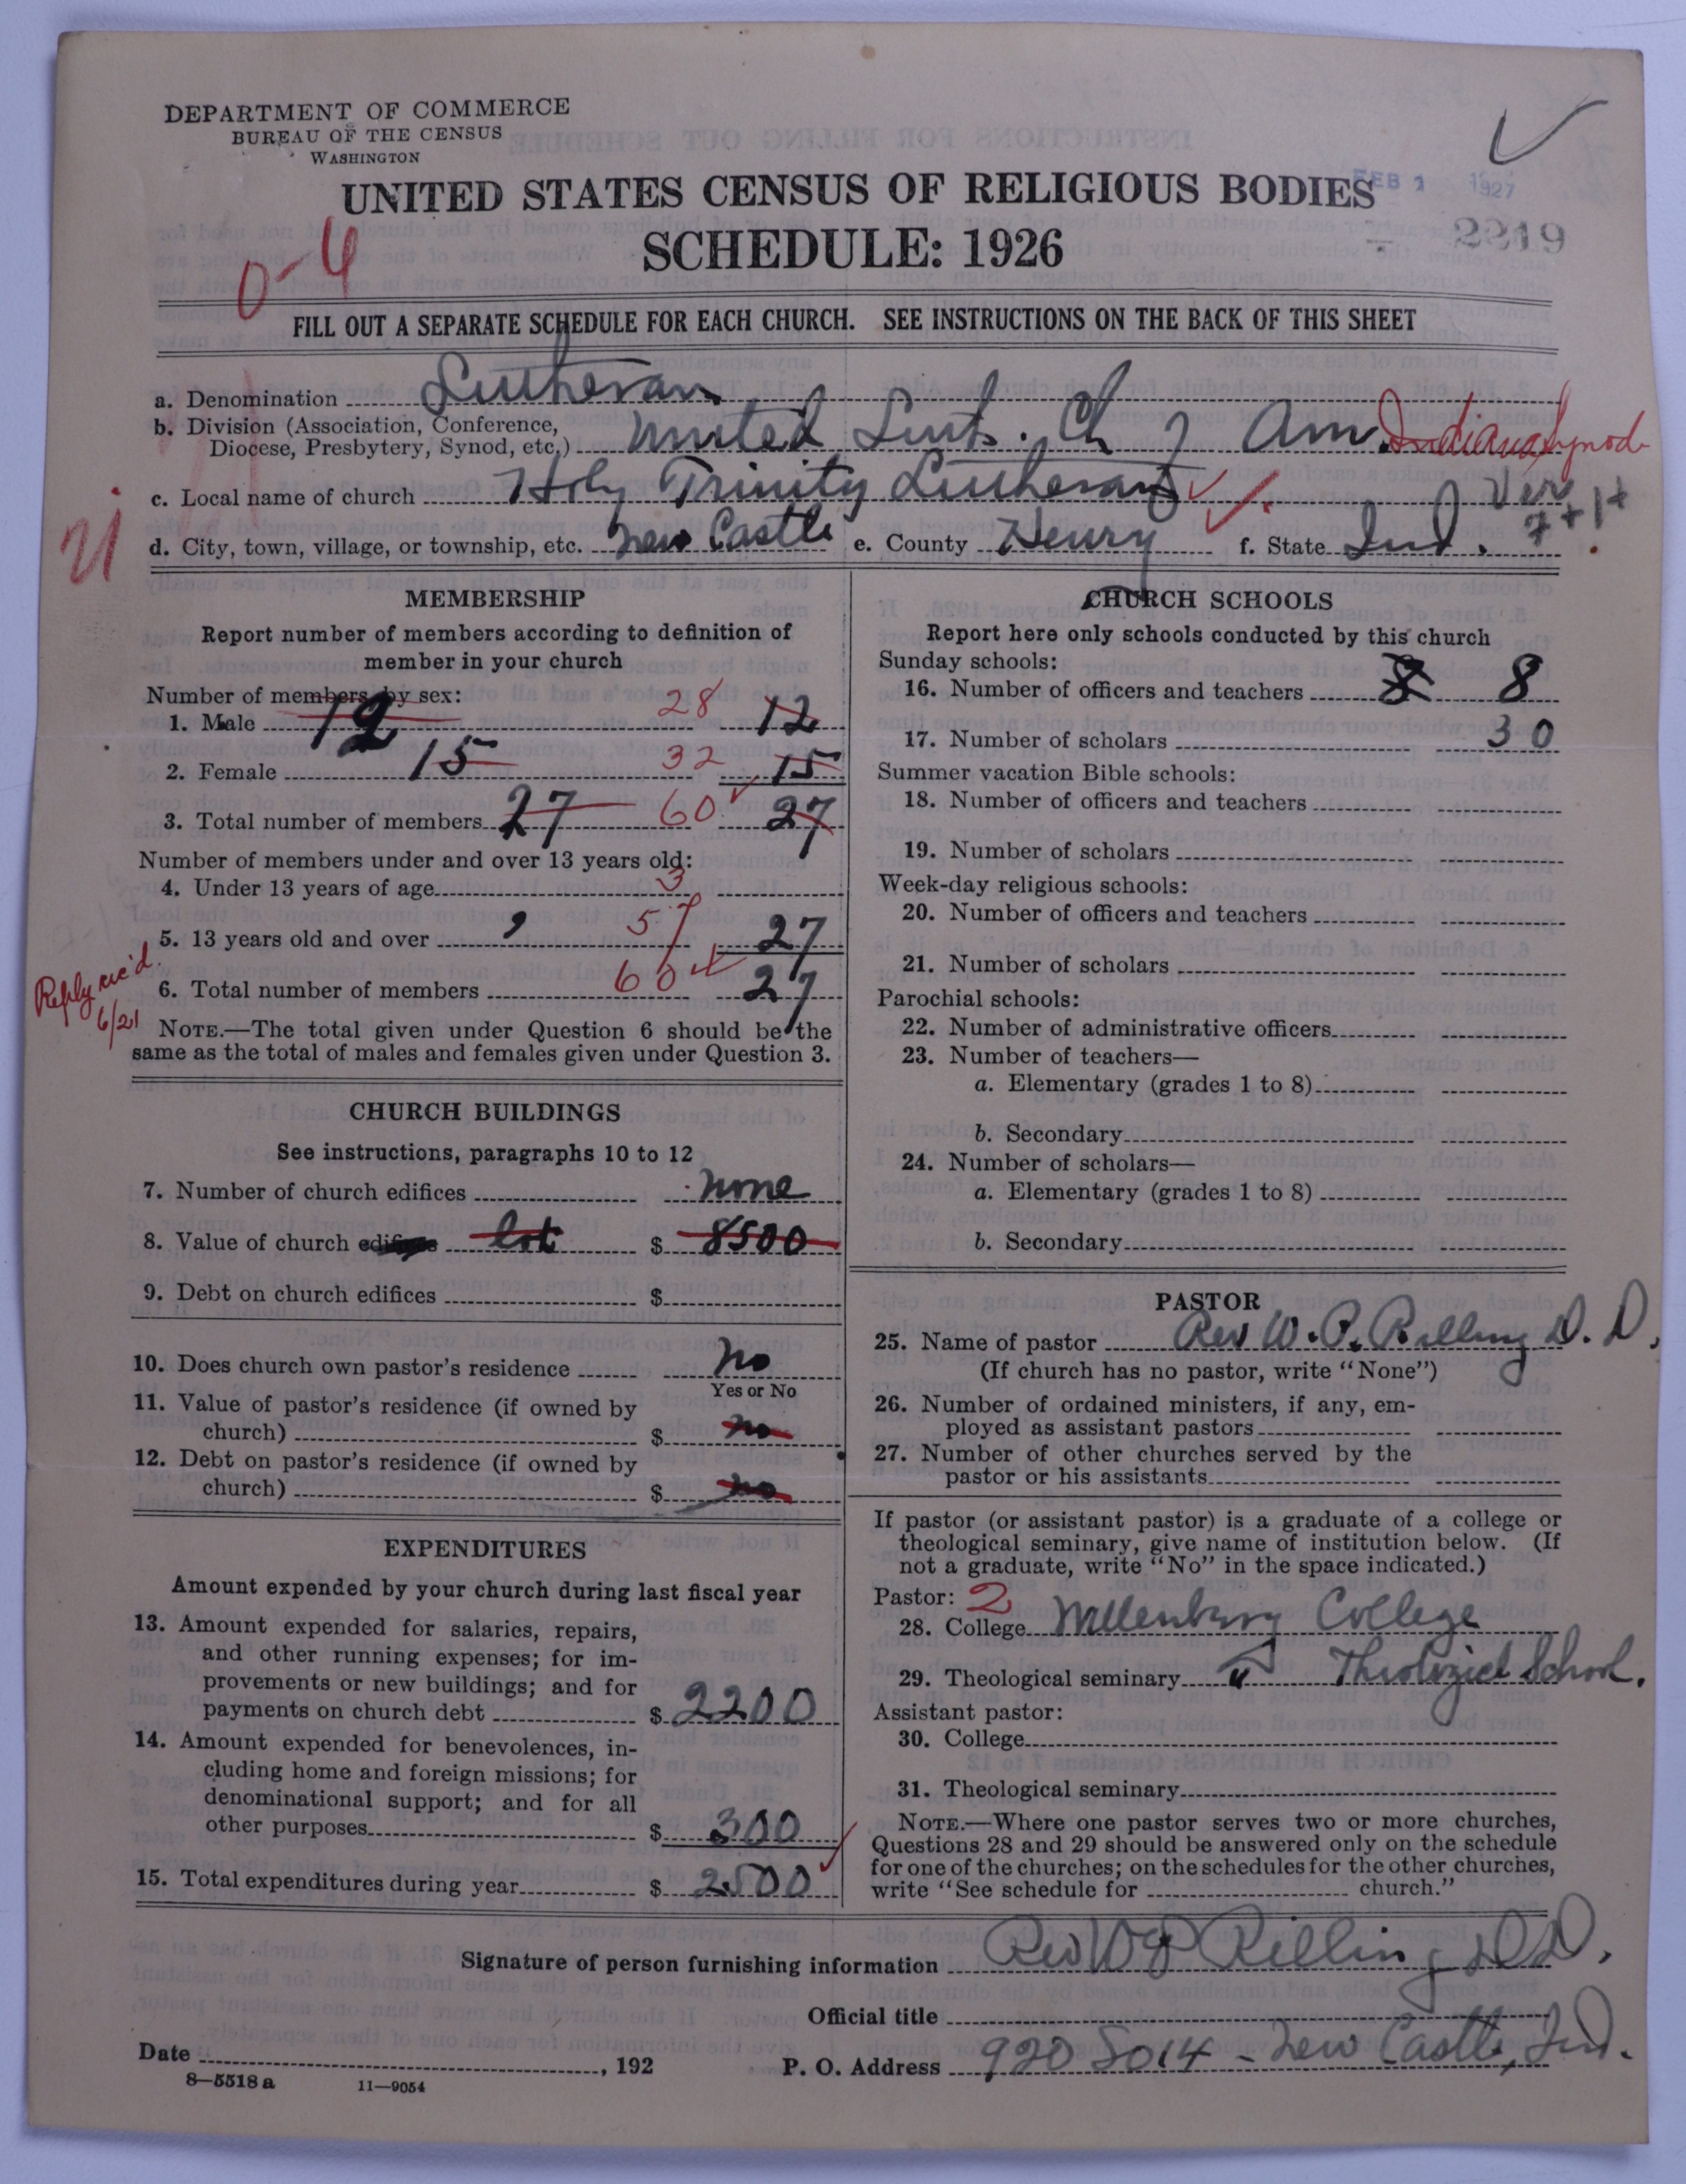 DEPARTMENT OF COMMERCE
BUREAU OF THE CENSUS
WASHINGTON
UNITED STATES CENSUS OF RELIGIOUS BODIES
FEB 1 1927
SCHEDULE: 1926
2219
0-4
FILL OUT A SEPARATE SCHEDULE FOR EACH CHURCH. SEE INSTRUCTIONS ON THE BACK OF THIS SHEET
a. Denomination Lutheran
b. Division (Association, Conference,
Diocese, Presbytery, Synod, etc.) United Luth. Ch of Am. Indiana Synod
c. Local name of church Holy Trinity Lutheran
Ver
7+1+
d. City, town, village, or township, etc. New Castle e. County Henry f. State Ind.
MEMBERSHIP
Report number of members according to definition of
member in your church
Number of members by sex:
1. Male 12 28 12
2. Female 15 32 15
3. Total number of members 27 60 27
Number of members under and over 13 years old:
4. Under 13 years of age 3
5. 13 years old and over 57 27
6. Total number of members 60 27
Reply rec'd
6/21
NOTE.—The total given under Question 6 should be the
same as the total of males and females given under Question 3.
CHURCH BUILDINGS
See instructions, paragraphs 10 to 12
7. Number of church edifices none
8. Value of church edifices lot $ 8500
9. Debt on church edifices $
10. Does church own pastor's residence no
Yes or No
11. Value of pastor's residence (if owned by
church) $ no
12. Debt on pastor's residence (if owned by
church) $ no
EXPENDITURES
Amount expended by your church during last fiscal year
13. Amount expended for salaries, repairs,
and other running expenses; for im-
provements or new buildings; and for
payments on church debt $ 2200
14. Amount expended for benevolences, in-
cluding home and foreign missions; for
denominational support; and for all
other purposes $ 300
15. Total expenditures during year $ 2500
CHURCH SCHOOLS
Report here only schools conducted by this church
Sunday schools:
16. Number of officers and teachers 8
17. Number of scholars 30
Summer vacation Bible schools:
18. Number of officers and teachers
19. Number of scholars
Week-day religious schools:
20. Number of officers and teachers
21. Number of scholars
Parochial schools:
22. Number of administrative officers
23. Number of teachers—
a. Elementary (grades 1 to 8)
b. Secondary
24. Number of scholars—
a. Elementary (grades 1 to 8)
b. Secondary
PASTOR
25. Name of pastor Rev W. P. Rilling D. D.
(If church has no pastor, write "None")
26. Number of ordained ministers, if any, em-
ployed as assistant pastors
27. Number of other churches served by the
pastor or his assistants
If pastor (or assistant pastor) is a graduate of a college or
theological seminary, give name of institution below. (If
not a graduate, write "No" in the space indicated.)
Pastor: 2
28. College College
29. Theological seminary " Theological School.
Assistant pastor:
30. College
31. Theological seminary
NOTE.—Where one pastor serves two or more churches,
Questions 28 and 29 should be answered only on the schedule
for one of the churches; on the schedules for the other churches,
write "See schedule for church."
Signature of person furnishing information Rev W P Rilling D D.
Official title
Date , 192
P. O. Address 920 So 14 - New Castle, Ind.
8—5518 a 11—9054